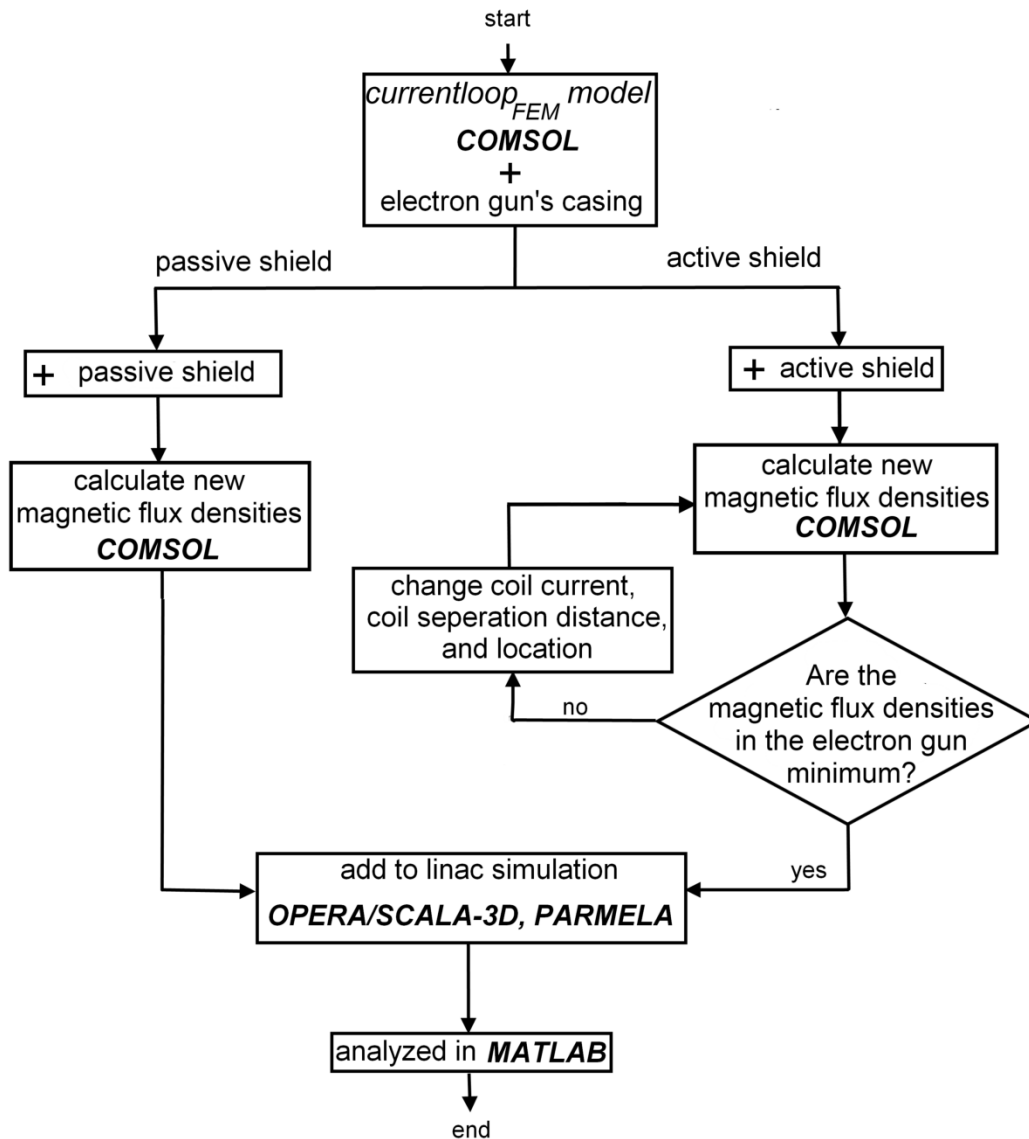 start
currentloop_FEM model
COMSOL
+
electron gun's casing
passive shield
active shield
+ passive shield
+ active shield
calculate new
magnetic flux densities
COMSOL
calculate new
magnetic flux densities
COMSOL
change coil current,
coil seperation distance,
and location
no
Are the
magnetic flux densities
in the electron gun
minimum?
yes
add to linac simulation
OPERA/SCALA-3D, PARMELA
analyzed in MATLAB
end